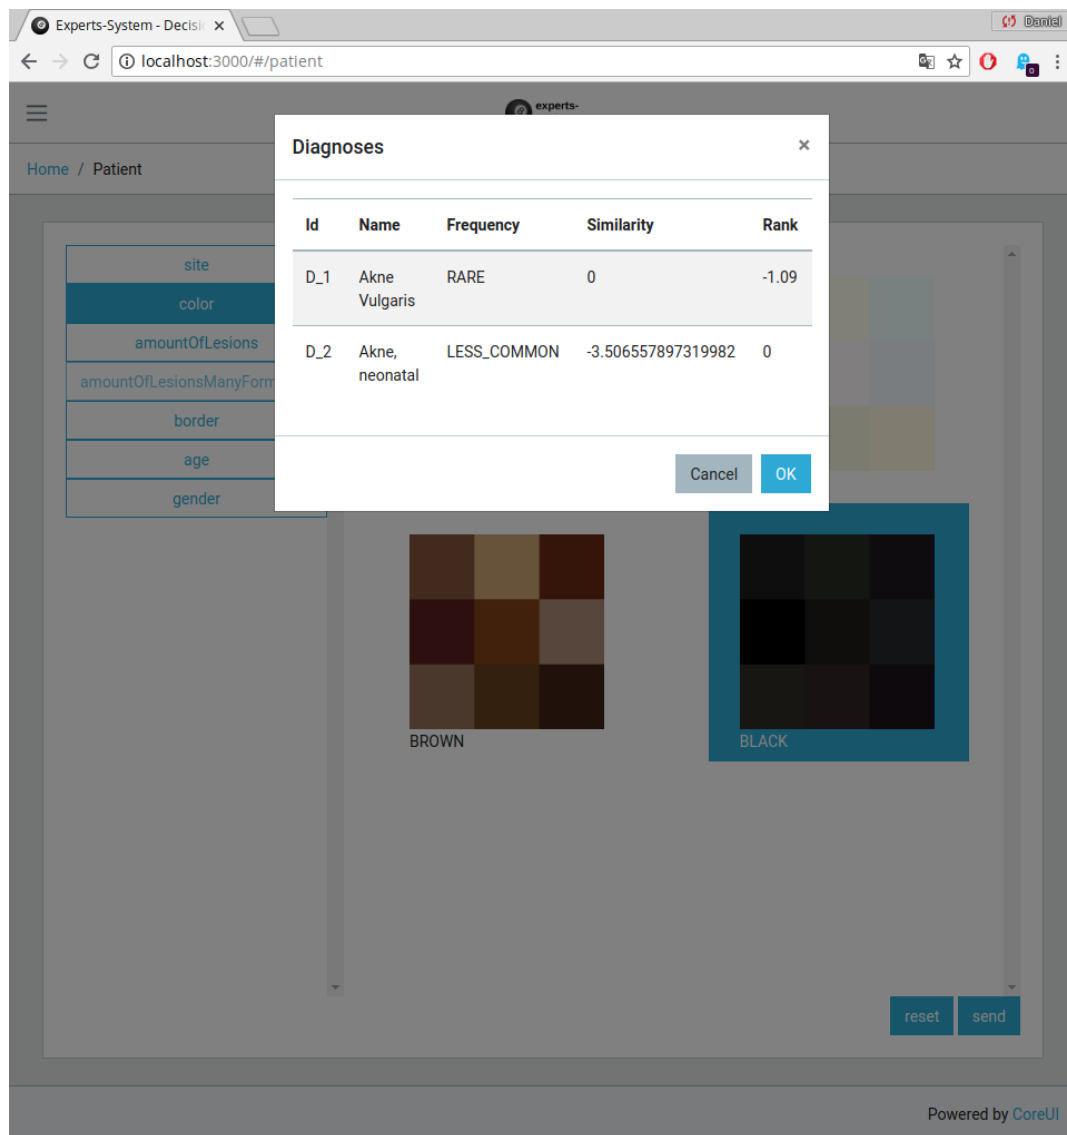 Experts-System - Decisi
Daniel
localhost:3000/#/patient
0
experts-
Home / Patient
Diagnoses
×
Id Name Frequency Similarity Rank
D_1 Akne Vulgaris RARE 0 -1.09
D_2 Akne, neonatal LESS_COMMON -3.506557897319982 0
Cancel OK
site
color
amountOfLesions
amountOfLesionsManyForm
border
age
gender
BROWN
BLACK
reset send
Powered by CoreUI